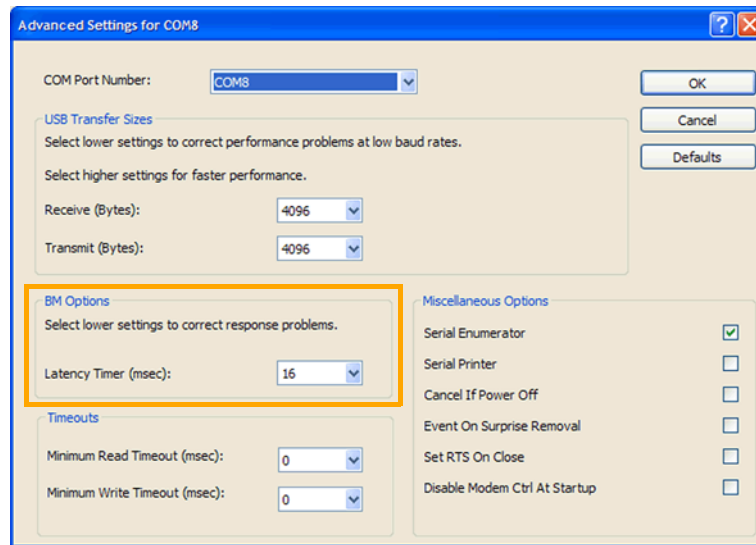 Advanced Settings for COM8
COM Port Number: COM8
OK
USB Transfer Sizes
Cancel
Select lower settings to correct performance problems at low baud rates.
Defaults
Select higher settings for faster performance.
Receive (Bytes): 4096
Transmit (Bytes): 4096
BM Options
Select lower settings to correct response problems.
Latency Timer (msec): 16
Timeouts
Minimum Read Timeout (msec): 0
Minimum Write Timeout (msec): 0
Miscellaneous Options
Serial Enumerator
Serial Printer
Cancel If Power Off
Event On Surprise Removal
Set RTS On Close
Disable Modem Ctrl At Startup